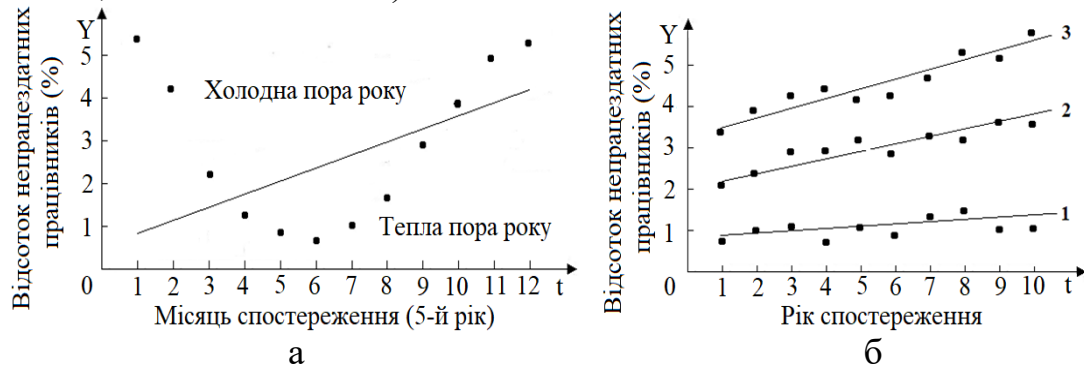 Y
5
4
3
2
1
0
Відсоток непрацездатних
працівників (%)
Холодна пора року
Тепла пора року
1 2 3 4 5 6 7 8 9 10 11 12 t
Місяць спостереження (5-й рік)
а
Y
5
4
3
2
1
0
Відсоток непрацездатних
працівників (%)
3
2
1
1 2 3 4 5 6 7 8 9 10 t
Рік спостереження
б